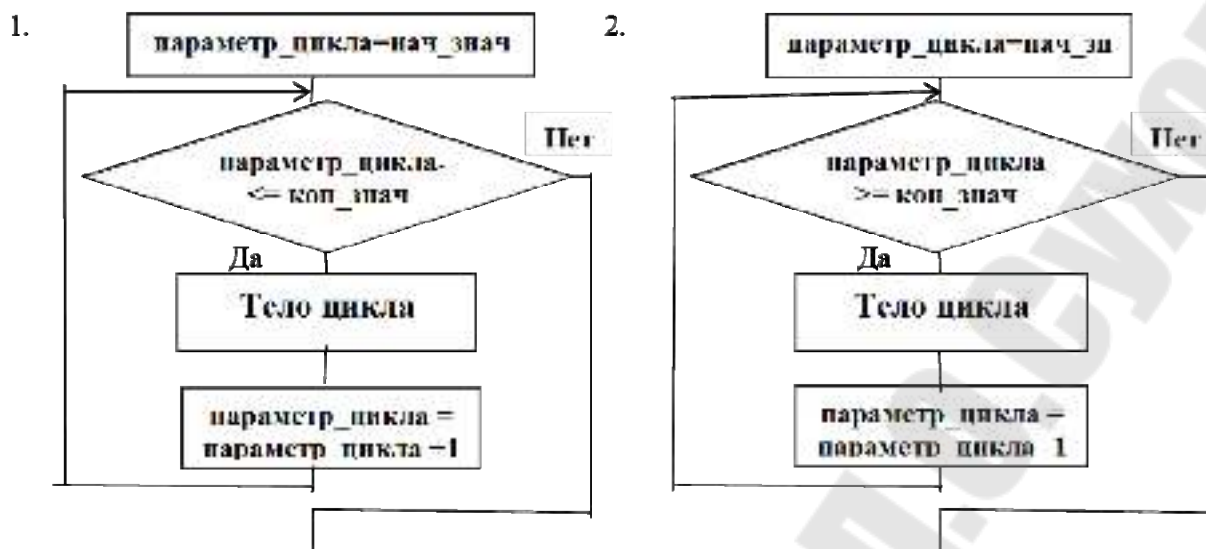 1.
параметр_цикла=нач_знач
Нет
параметр_цикла
<= кон_знач
Да
Тело цикла
параметр_цикла =
параметр_цикла +1
2.
параметр_цикла=нач_зн
Нет
параметр_цикла
>= кон_знач
Да
Тело цикла
параметр_цикла =
параметр_цикла 1